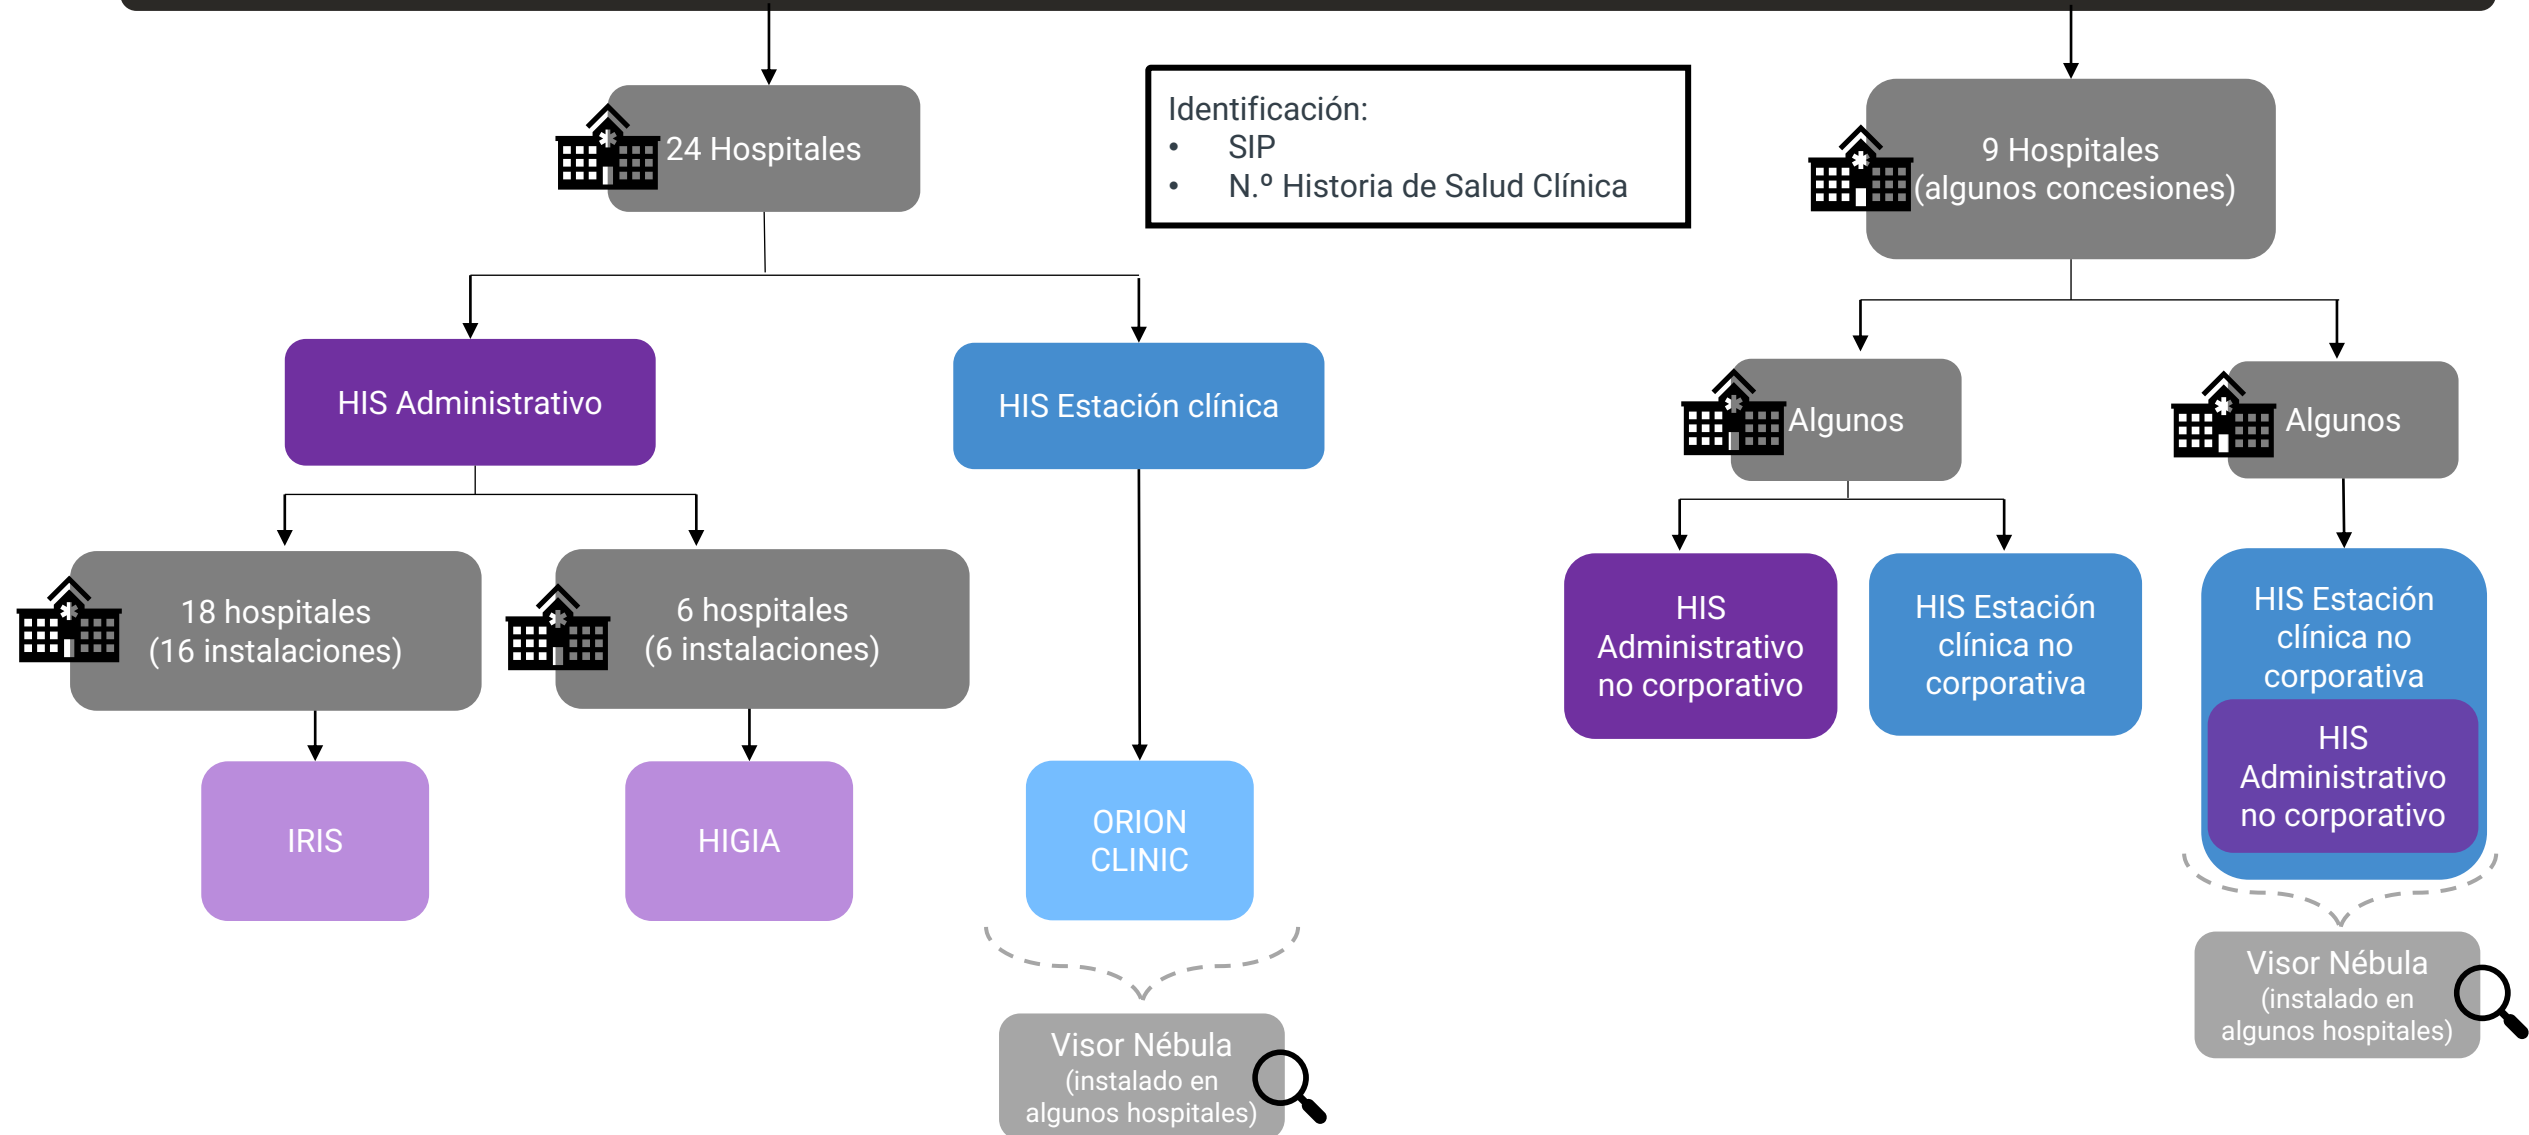 24 Hospitales
Identificación:
• SIP
• N.º Historia de Salud Clínica
9 Hospitales
(algunos concesiones)
HIS Administrativo
HIS Estación clínica
Algunos
Algunos
18 hospitales
(16 instalaciones)
6 hospitales
(6 instalaciones)
HIS
Administrativo
no corporativo
HIS Estación
clínica no
corporativa
HIS Estación
clínica no
corporativa
HIS
Administrativo
no corporativo
IRIS
HIGIA
ORION
CLINIC
Visor Nébula
(instalado en
algunos hospitales)
Visor Nébula
(instalado en
algunos hospitales)